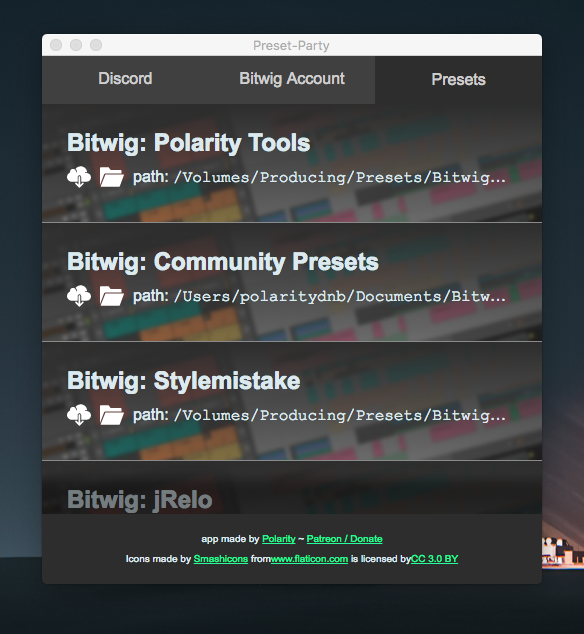 Preset-Party
Discord
Bitwig Account
Presets
Bitwig: Polarity Tools
path: /Volumes/Producing/Presets/Bitwig...
Bitwig: Community Presets
path: /Users/polaritydnb/Documents/Bitw...
Bitwig: Stylemistake
path: /Volumes/Producing/Presets/Bitwig...
Bitwig: jRelo
app made by Polarity ~ Patreon / Donate
Icons made by Smashicons fromwww.flaticon.com is licensed byCC 3.0 BY